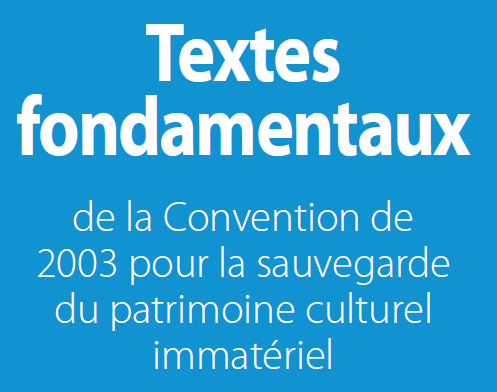 Textes
fondamentaux
de la Convention de
2003 pour la sauvegarde
du patrimoine culturel
immatériel